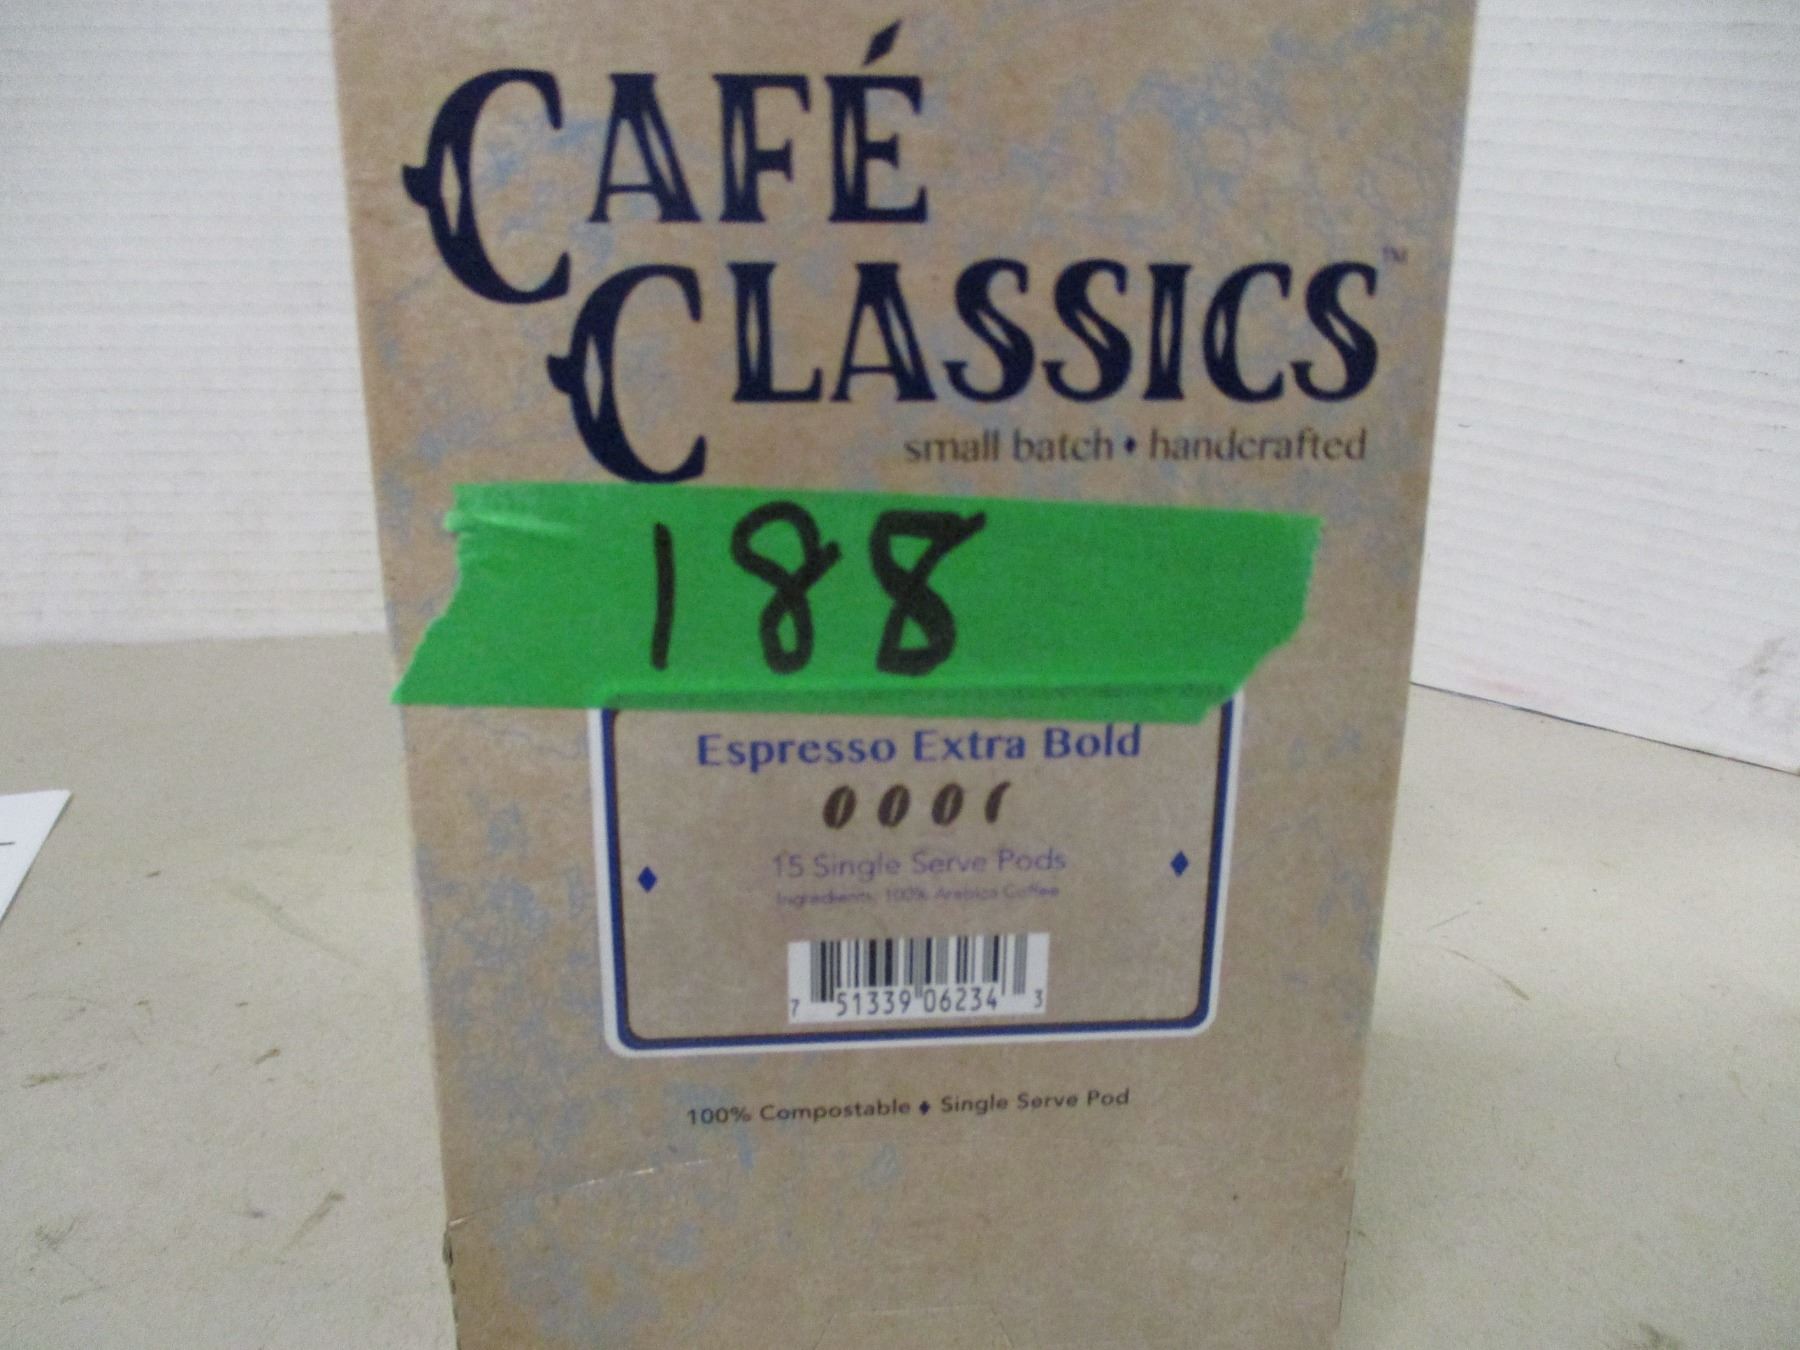 CAFÉ
CLASSICS™
small batch ♦ handcrafted
188
Espresso Extra Bold
15 Single Serve Pods
Ingredients: 100% Arabica Coffee
7 51339 06234 3
100% Compostable ♦ Single Serve Pod